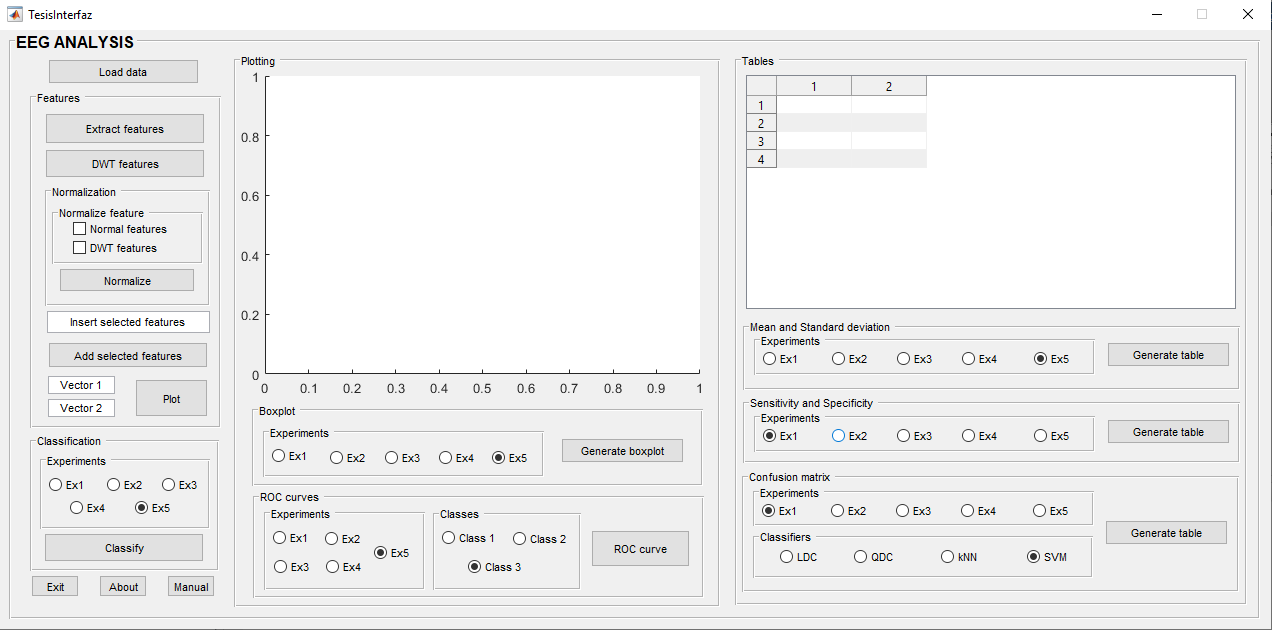 TesisInterfaz
EEG ANALYSIS
Load data
Features
Extract features
DWT features
Normalization
Normalize feature
Normal features
DWT features
Normalize
Insert selected features
Add selected features
Vector 1
Vector 2
Plot
Classification
Experiments
Ex1 Ex2 Ex3
Ex4 Ex5
Classify
Exit About Manual
Plotting
1
0.8
0.6
0.4
0.2
0
0 0.1 0.2 0.3 0.4 0.5 0.6 0.7 0.8 0.9 1
Boxplot
Experiments
Ex1 Ex2 Ex3 Ex4 Ex5
Generate boxplot
ROC curves
Experiments
Ex1 Ex2
Ex5
Ex3 Ex4
Classes
Class 1 Class 2
Class 3
ROC curve
Tables
1 2
1
2
3
4
Mean and Standard deviation
Experiments
Ex1 Ex2 Ex3 Ex4 Ex5
Generate table
Sensitivity and Specificity
Experiments
Ex1 Ex2 Ex3 Ex4 Ex5
Generate table
Confusion matrix
Experiments
Ex1 Ex2 Ex3 Ex4 Ex5
Classifiers
LDC QDC kNN SVM
Generate table